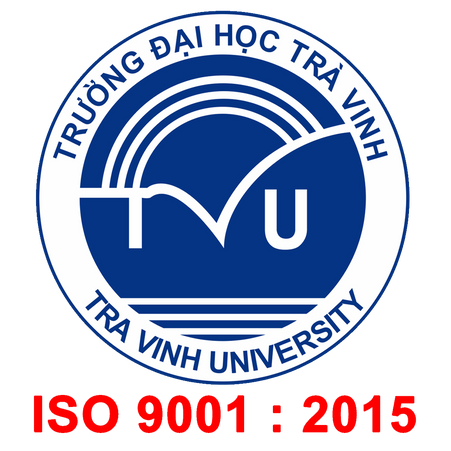 TRƯỜNG ĐẠI HỌC TRÀ VINH
TVU
TRA VINH UNIVERSITY
ISO 9001 : 2015